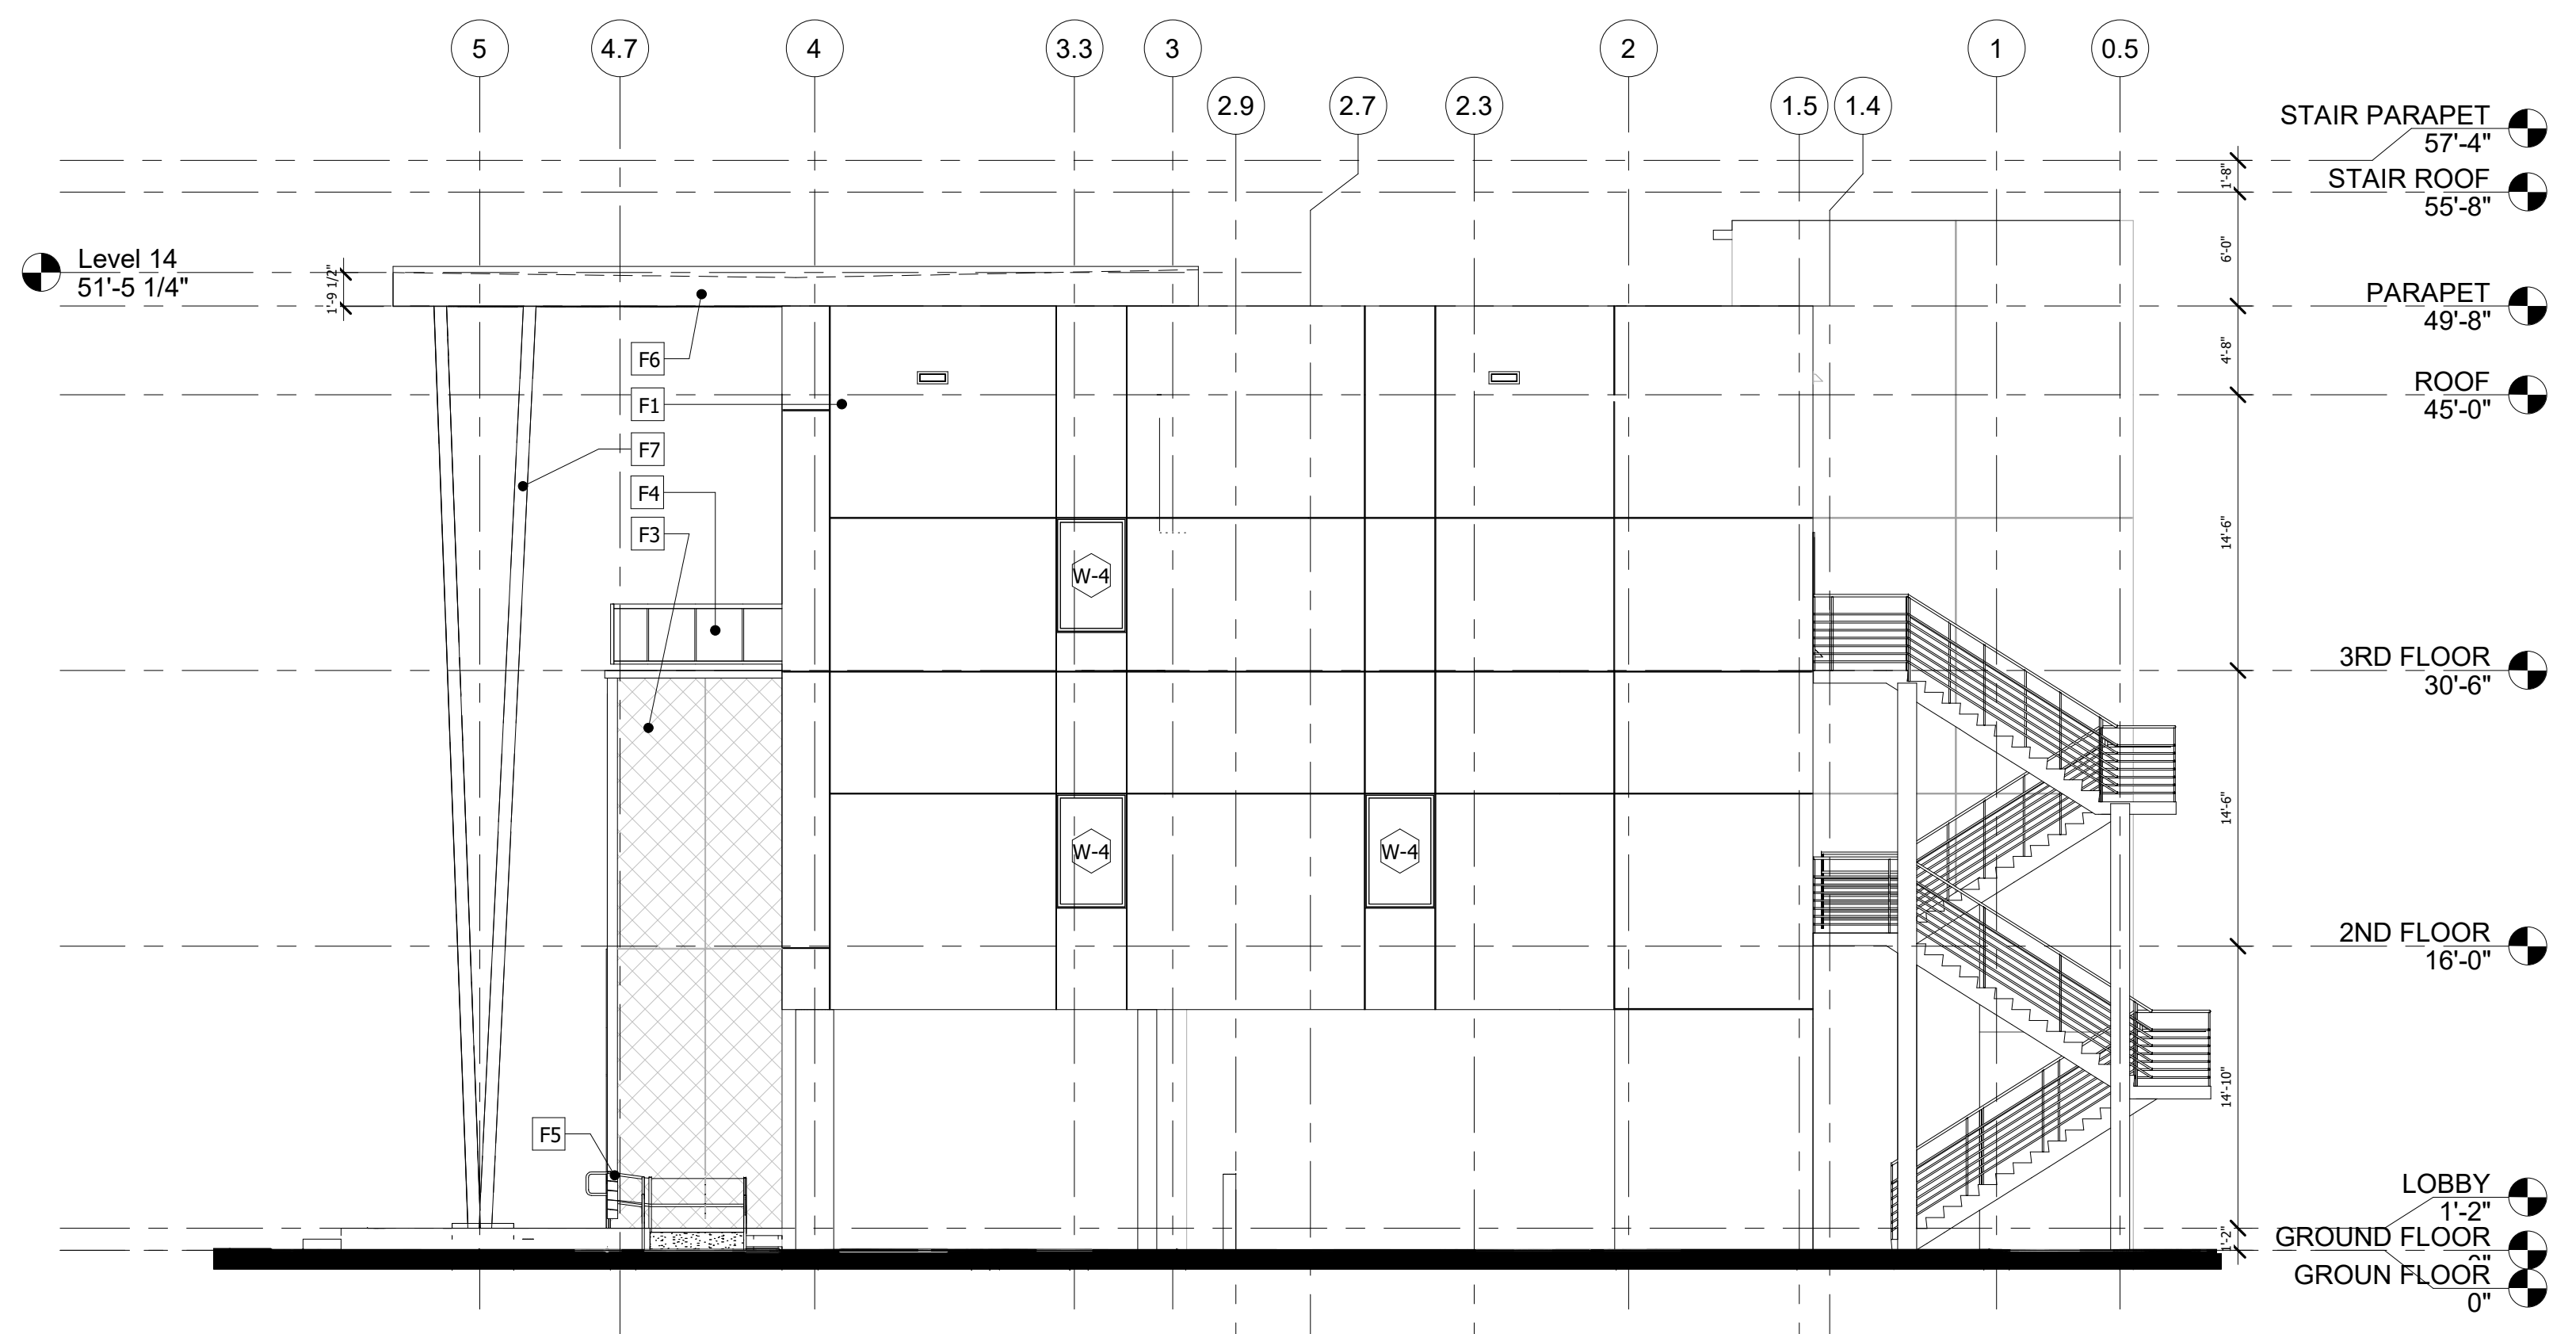 5
4.7
4
3.3
3
2
1
0.5
2.9
2.7
2.3
1.5
1.4
STAIR PARAPET
57'-4"
1'-8"
STAIR ROOF
55'-8"
6'-0"
Level 14
51'-5 1/4"
1'-9 1/2"
PARAPET
49'-8"
4'-8"
F6
ROOF
45'-0"
F1
F7
F4
F3
14'-6"
W-4
3RD FLOOR
30'-6"
14'-6"
W-4
W-4
2ND FLOOR
16'-0"
14'-10"
F5
LOBBY
1'-2"
1'-2"
GROUND FLOOR
0"
GROUN FLOOR
0"